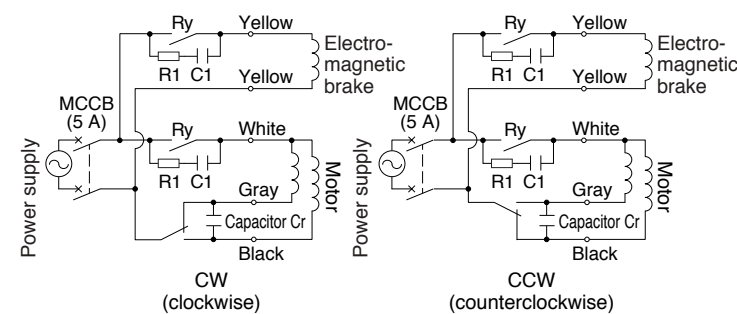 Ry
Yellow
R1 C1
Electro-
magnetic
brake
Yellow
MCCB
(5 A)
Ry
White
R1 C1
Power supply
Gray
Motor
Capacitor Cr
Black
CW
(clockwise)
Ry
Yellow
R1 C1
Electro-
magnetic
brake
Yellow
MCCB
(5 A)
Ry
White
R1 C1
Power supply
Gray
Motor
Capacitor Cr
Black
CCW
(counterclockwise)